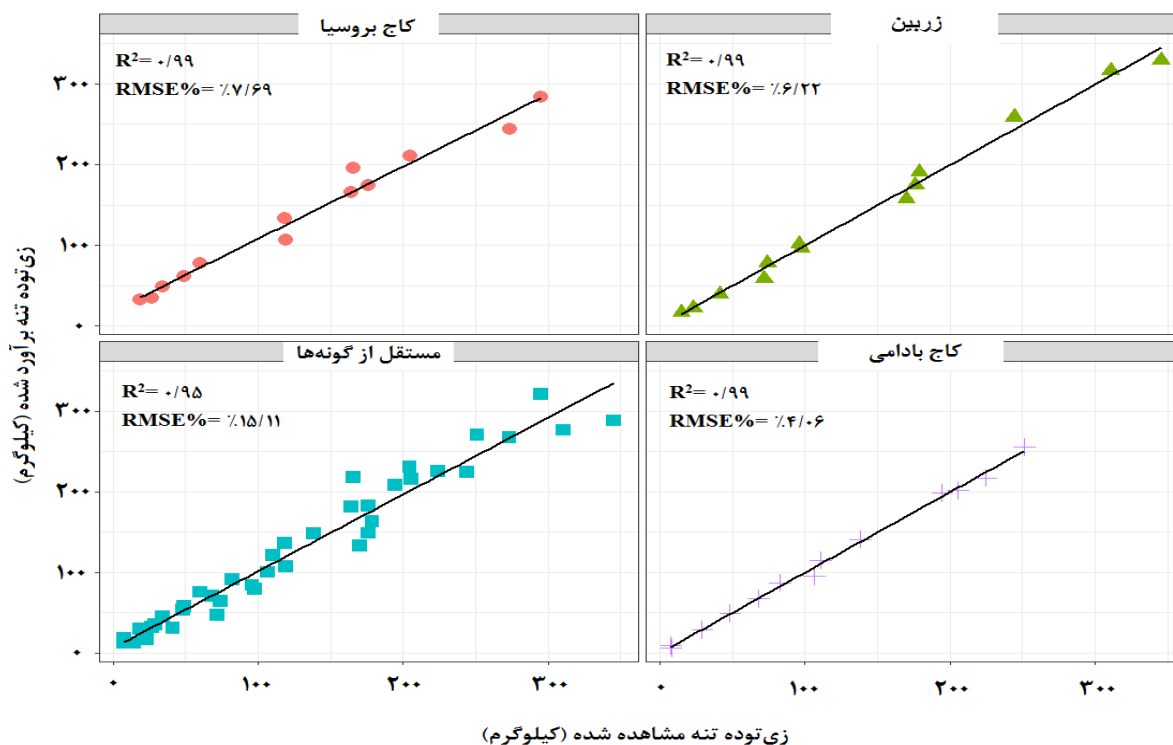 کاج بروسیا
R²= ۰/۹۹
RMSE%= ٪۷/۶۹
زربین
R²= ۰/۹۹
RMSE%= ٪۶/۲۲
۳۰۰
۲۰۰
۱۰۰
۰
مستقل از گونه‌ها
R²= ۰/۹۵
RMSE%= ٪۱۵/۱۱
کاج بادامی
R²= ۰/۹۹
RMSE%= ٪۴/۰۶
۳۰۰
۲۰۰
۱۰۰
۰
۰ ۱۰۰ ۲۰۰ ۳۰۰
۰ ۱۰۰ ۲۰۰ ۳۰۰
زی‌توده تنه برآورد شده (کیلوگرم)
زی‌توده تنه مشاهده شده (کیلوگرم)